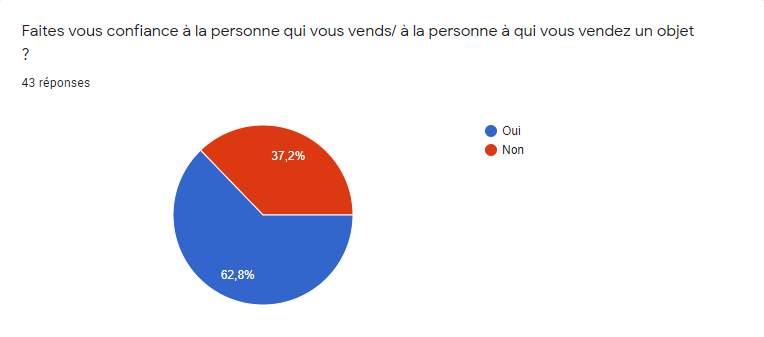 Faites vous confiance à la personne qui vous vends/ à la personne à qui vous vendez un objet
?
43 réponses
Oui
Non
37,2%
62,8%